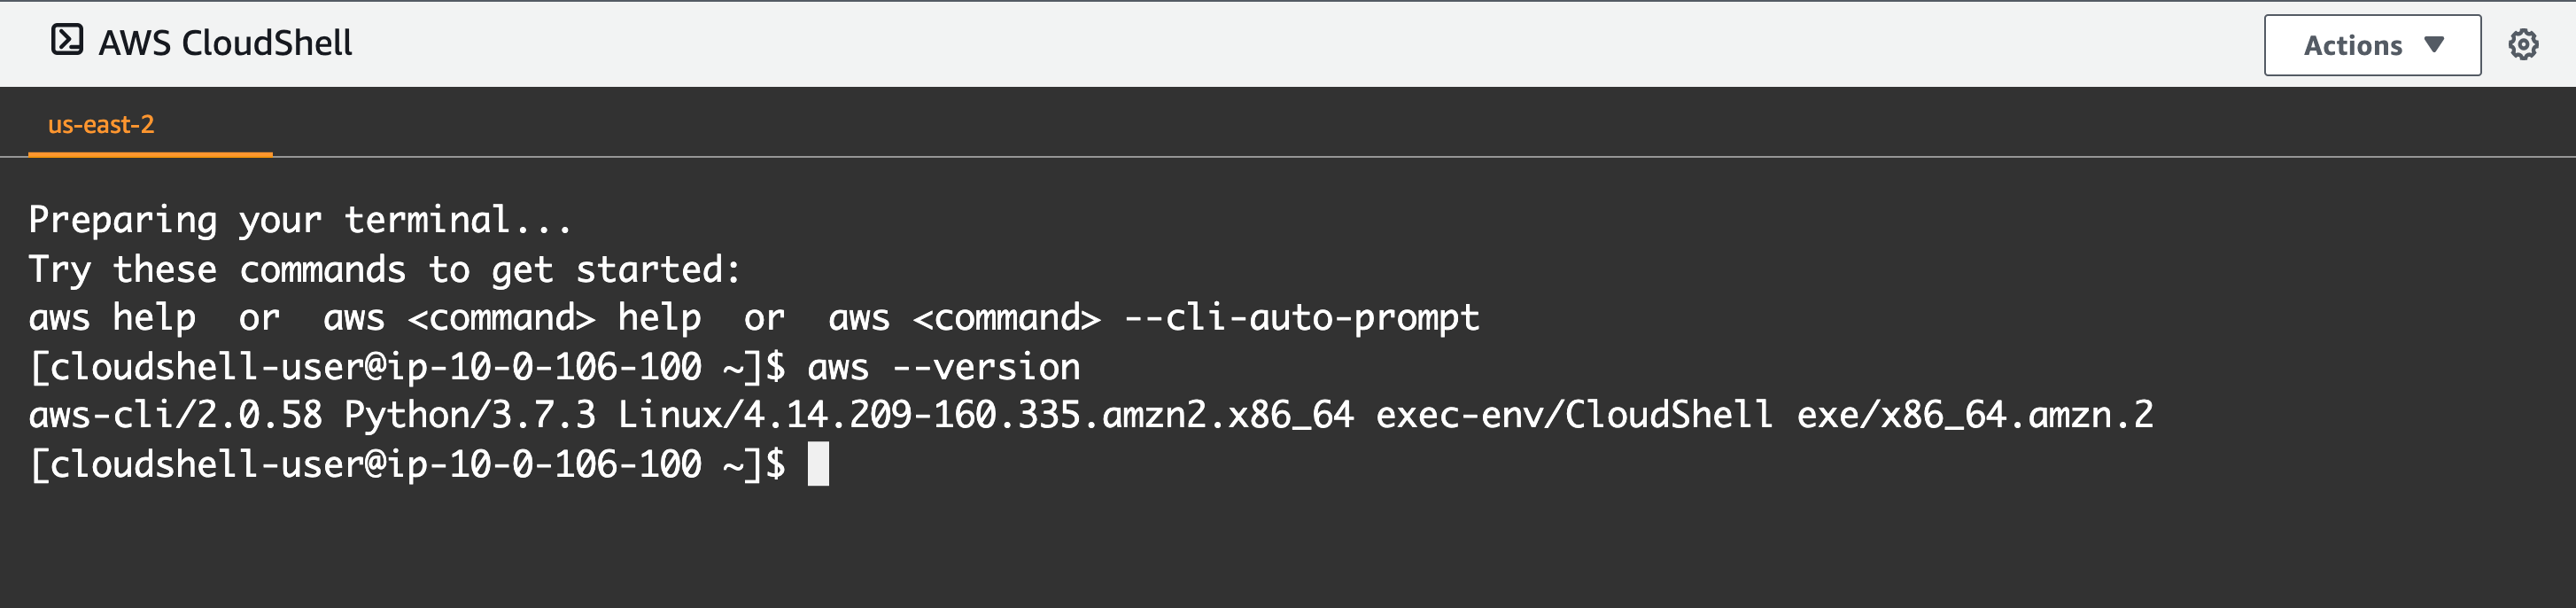 AWS CloudShell
Actions
us-east-2
Preparing your terminal...
Try these commands to get started:
aws help  or  aws <command> help  or  aws <command> --cli-auto-prompt
[cloudshell-user@ip-10-0-106-100 ~]$ aws --version
aws-cli/2.0.58 Python/3.7.3 Linux/4.14.209-160.335.amzn2.x86_64 exec-env/CloudShell exe/x86_64.amzn.2
[cloudshell-user@ip-10-0-106-100 ~]$